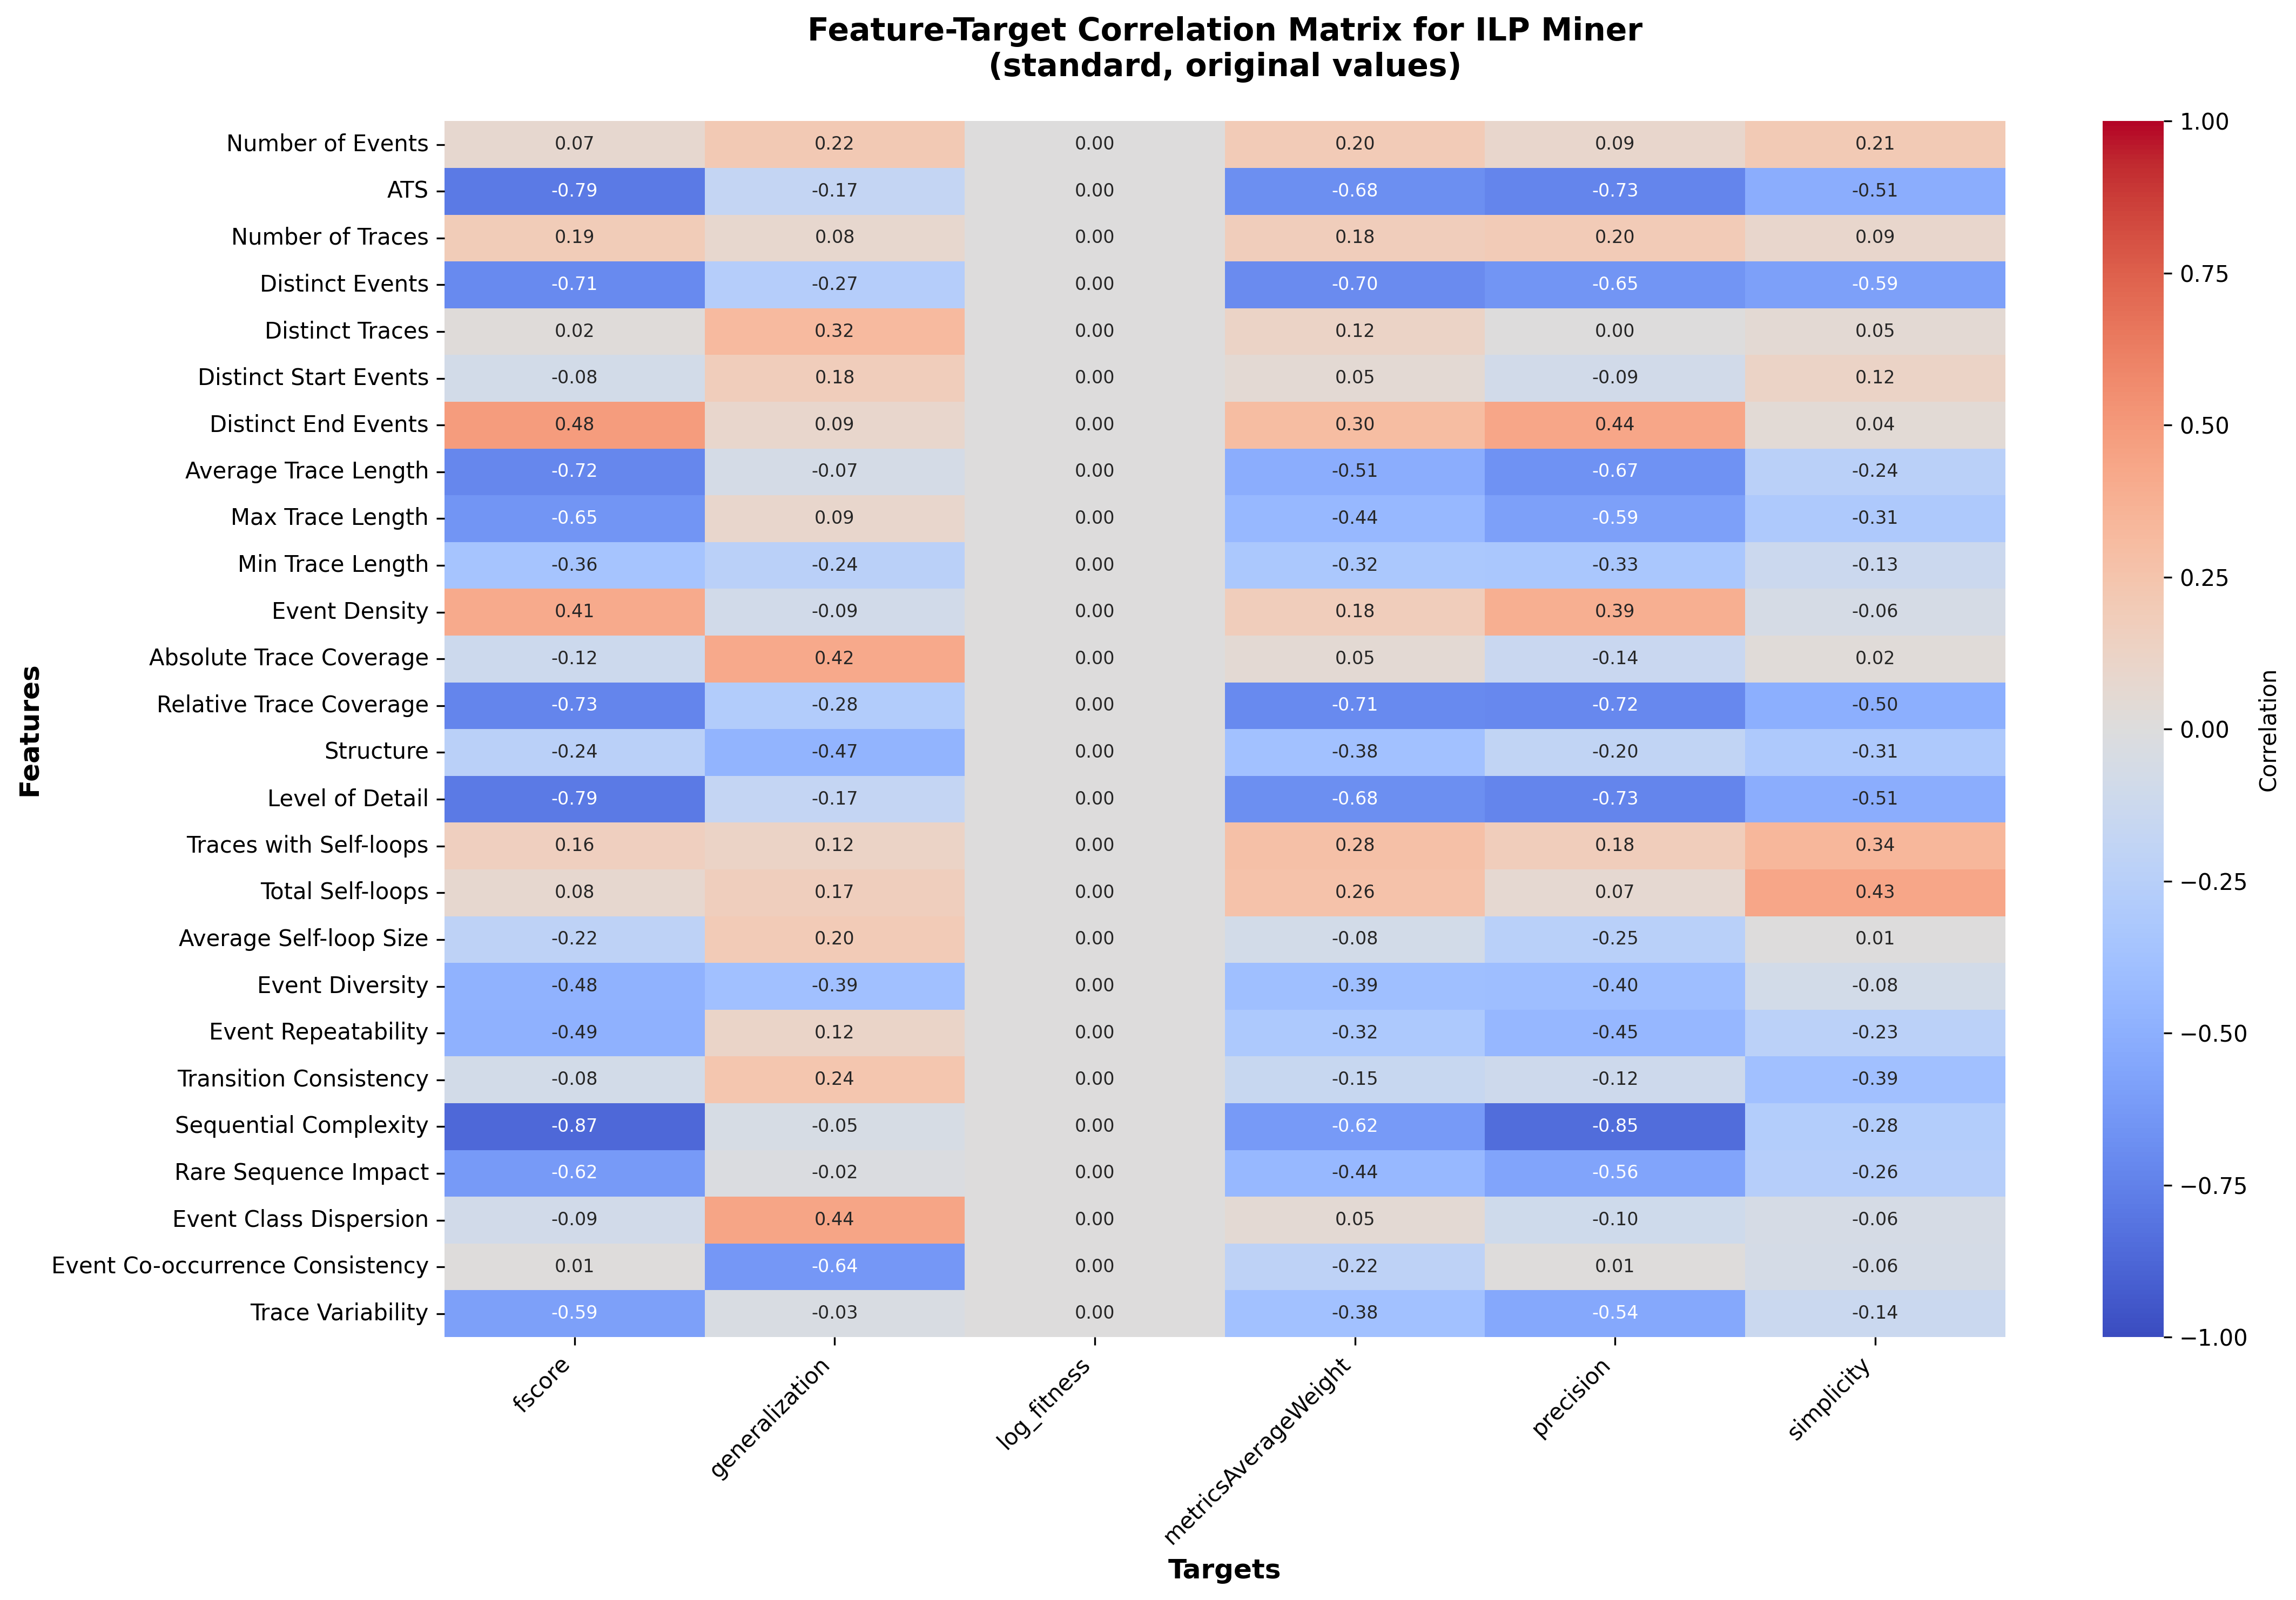 Feature-Target Correlation Matrix for ILP Miner
(standard, original values)
Features
Number of Events 0.07 0.22 0.00 0.20 0.09 0.21
ATS -0.79 -0.17 0.00 -0.68 -0.73 -0.51
Number of Traces 0.19 0.08 0.00 0.18 0.20 0.09
Distinct Events -0.71 -0.27 0.00 -0.70 -0.65 -0.59
Distinct Traces 0.02 0.32 0.00 0.12 0.00 0.05
Distinct Start Events -0.08 0.18 0.00 0.05 -0.09 0.12
Distinct End Events 0.48 0.09 0.00 0.30 0.44 0.04
Average Trace Length -0.72 -0.07 0.00 -0.51 -0.67 -0.24
Max Trace Length -0.65 0.09 0.00 -0.44 -0.59 -0.31
Min Trace Length -0.36 -0.24 0.00 -0.32 -0.33 -0.13
Event Density 0.41 -0.09 0.00 0.18 0.39 -0.06
Absolute Trace Coverage -0.12 0.42 0.00 0.05 -0.14 0.02
Relative Trace Coverage -0.73 -0.28 0.00 -0.71 -0.72 -0.50
Structure -0.24 -0.47 0.00 -0.38 -0.20 -0.31
Level of Detail -0.79 -0.17 0.00 -0.68 -0.73 -0.51
Traces with Self-loops 0.16 0.12 0.00 0.28 0.18 0.34
Total Self-loops 0.08 0.17 0.00 0.26 0.07 0.43
Average Self-loop Size -0.22 0.20 0.00 -0.08 -0.25 0.01
Event Diversity -0.48 -0.39 0.00 -0.39 -0.40 -0.08
Event Repeatability -0.49 0.12 0.00 -0.32 -0.45 -0.23
Transition Consistency -0.08 0.24 0.00 -0.15 -0.12 -0.39
Sequential Complexity -0.87 -0.05 0.00 -0.62 -0.85 -0.28
Rare Sequence Impact -0.62 -0.02 0.00 -0.44 -0.56 -0.26
Event Class Dispersion -0.09 0.44 0.00 0.05 -0.10 -0.06
Event Co-occurrence Consistency 0.01 -0.64 0.00 -0.22 0.01 -0.06
Trace Variability -0.59 -0.03 0.00 -0.38 -0.54 -0.14
fscore generalization log_fitness metricsAverageWeight precision simplicity
Targets
1.00
0.75
0.50
0.25
0.00
−0.25
−0.50
−0.75
−1.00
Correlation